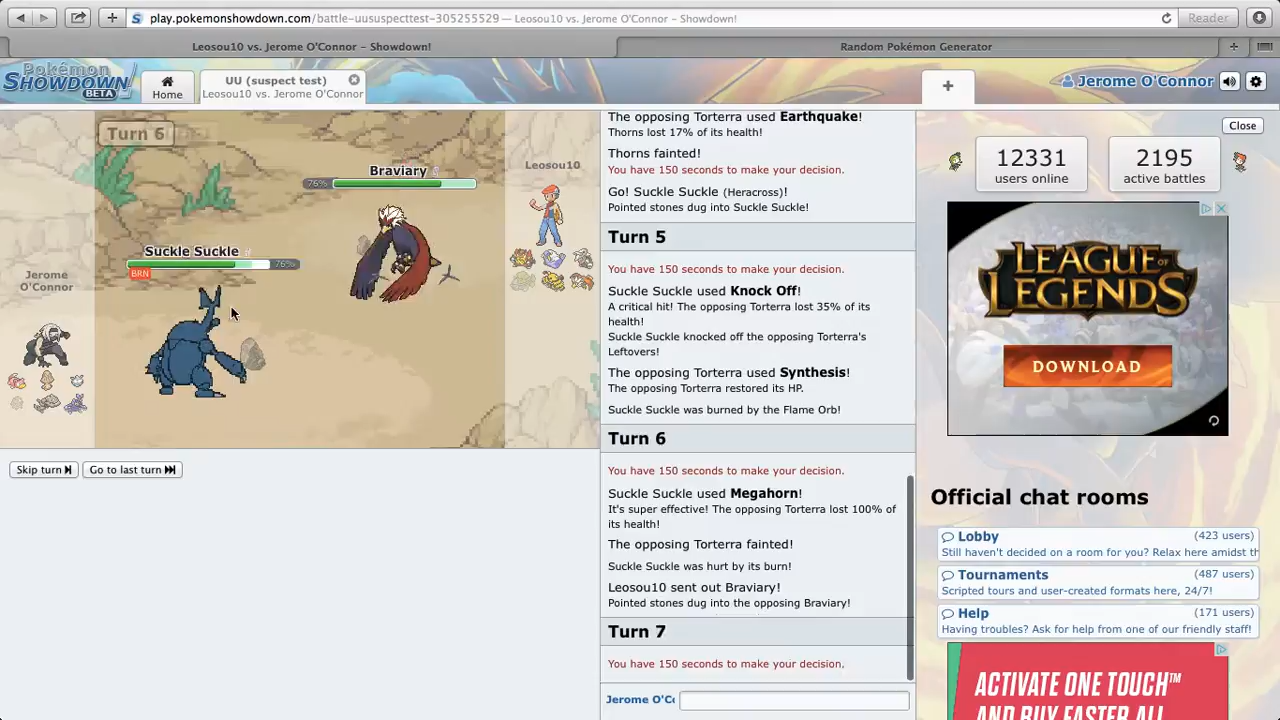 play.pokemonshowdown.com/battle-uususpecttest-305255529 — Leosou10 vs. Jerome O'Connor – Showdown!
Reader
Leosou10 vs. Jerome O'Connor – Showdown!
Random Pokémon Generator
Pokémon
SHOWDOWN!
BETA
Home
UU (suspect test)
Leosou10 vs. Jerome O'Connor
Jerome O'Connor
Turn 6
Braviary
76%
Leosou10
Suckle Suckle
76%
BRN
Jerome
O'Connor
Skip turn
Go to last turn
The opposing Torterra used Earthquake!
Thorns lost 17% of its health!
Thorns fainted!
You have 150 seconds to make your decision.
Go! Suckle Suckle (Heracross)!
Pointed stones dug into Suckle Suckle!
Turn 5
You have 150 seconds to make your decision.
Suckle Suckle used Knock Off!
A critical hit! The opposing Torterra lost 35% of its
health!
Suckle Suckle knocked off the opposing Torterra's
Leftovers!
The opposing Torterra used Synthesis!
The opposing Torterra restored its HP.
Suckle Suckle was burned by the Flame Orb!
Turn 6
You have 150 seconds to make your decision.
Suckle Suckle used Megahorn!
It's super effective! The opposing Torterra lost 100% of
its health!
The opposing Torterra fainted!
Suckle Suckle was hurt by its burn!
Leosou10 sent out Braviary!
Pointed stones dug into the opposing Braviary!
Turn 7
You have 150 seconds to make your decision.
Jerome O'C
Close
12331
users online
2195
active battles
LEAGUE
of
LEGENDS
DOWNLOAD
Official chat rooms
Lobby
(423 users)
Still haven't decided on a room for you? Relax here amidst th
Tournaments
(487 users)
Scripted tours and user-created formats here, 24/7!
Help
(171 users)
Having troubles? Ask for help from one of our friendly staff!
ACTIVATE ONE TOUCH™
AND BUY FASTER ALL